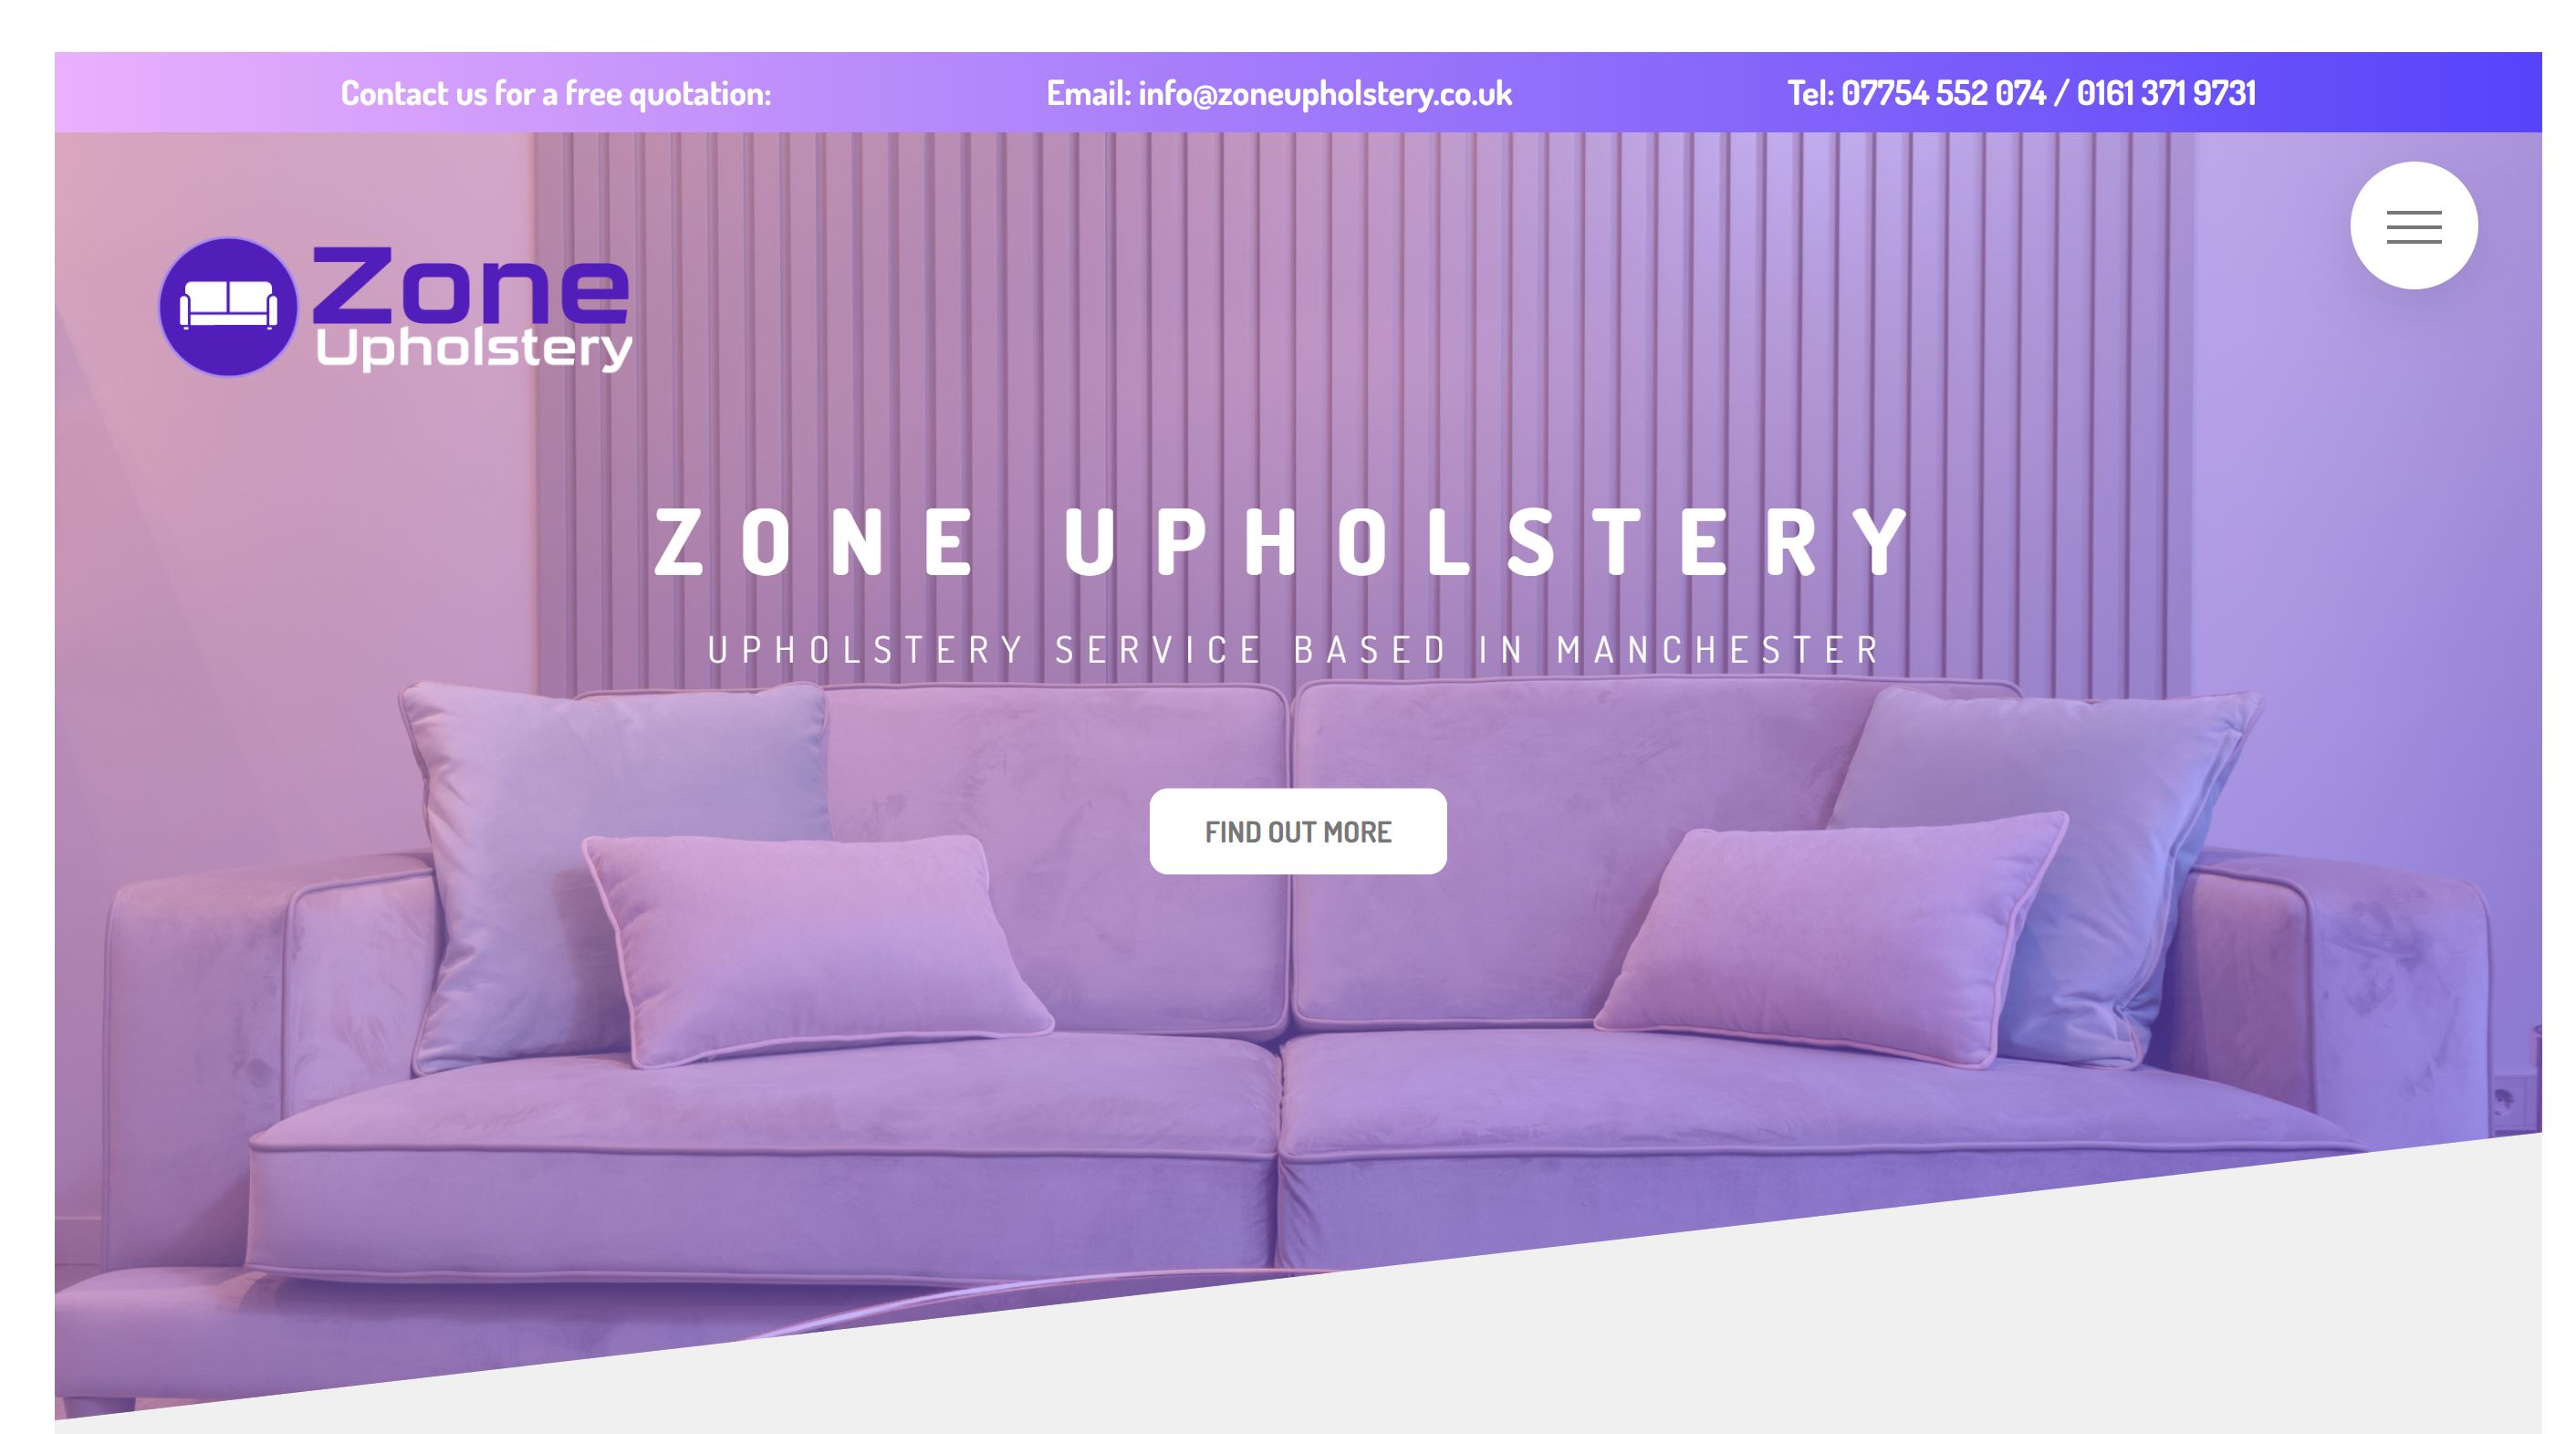 Contact us for a free quotation:
Email: info@zoneupholstery.co.uk
Tel: 07754 552 074 / 0161 371 9731
Zone
Upholstery
ZONE UPHOLSTERY
UPHOLSTERY SERVICE BASED IN MANCHESTER
FIND OUT MORE